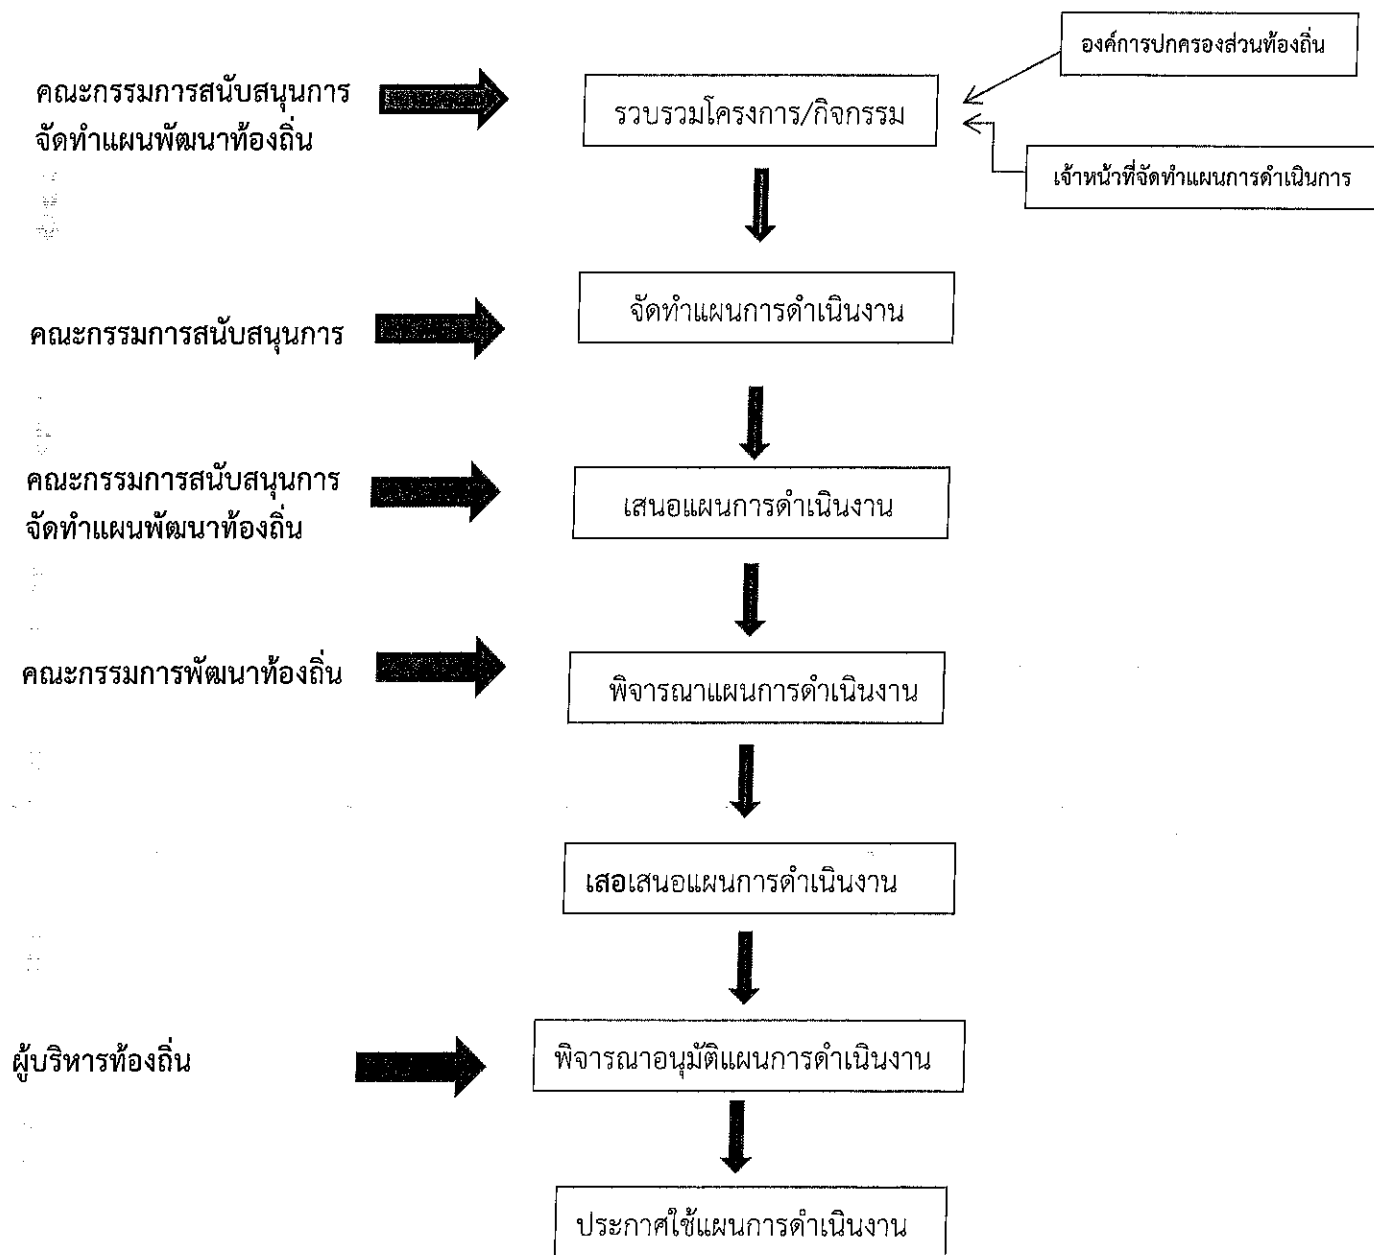 องค์การปกครองส่วนท้องถิ่น
คณะกรรมการสนับสนุนการ
จัดทำแผนพัฒนาท้องถิ่น
รวบรวมโครงการ/กิจกรรม
เจ้าหน้าที่จัดทำแผนการดำเนินการ
คณะกรรมการสนับสนุนการ
จัดทำแผนการดำเนินงาน
คณะกรรมการสนับสนุนการ
จัดทำแผนพัฒนาท้องถิ่น
เสนอแผนการดำเนินงาน
คณะกรรมการพัฒนาท้องถิ่น
พิจารณาแผนการดำเนินงาน
เสอเสนอแผนการดำเนินงาน
ผู้บริหารท้องถิ่น
พิจารณาอนุมัติแผนการดำเนินงาน
ประกาศใช้แผนการดำเนินงาน